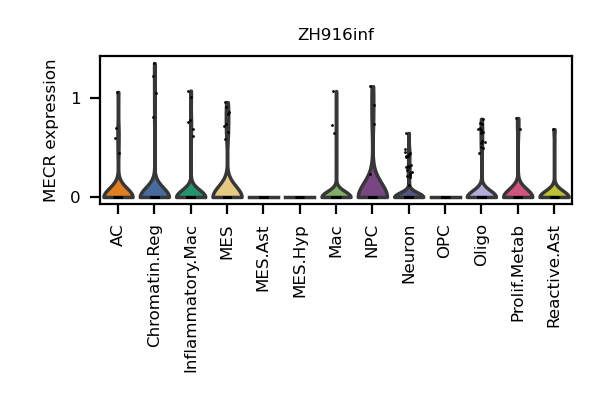 ZH916inf
MECR expression
1
0
AC
Chromatin.Reg
Inflammatory.Mac
MES
MES.Ast
MES.Hyp
Mac
NPC
Neuron
OPC
Oligo
Prolif.Metab
Reactive.Ast